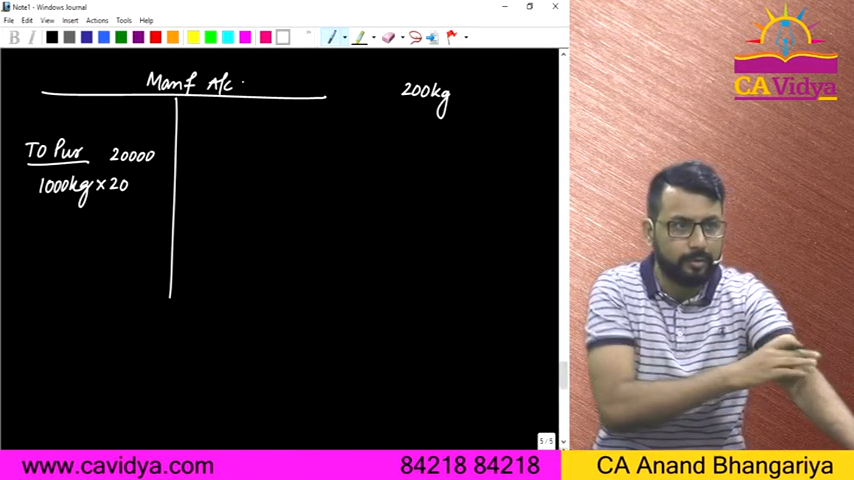 Note1 - Windows Journal
File Edit View Insert Actions Tools Help
B I
CA Vidya
Manf A/c.
200kg
To Pur 20000
1000kg × 20
5 / 5
www.cavidya.com
84218 84218
CA Anand Bhangariya